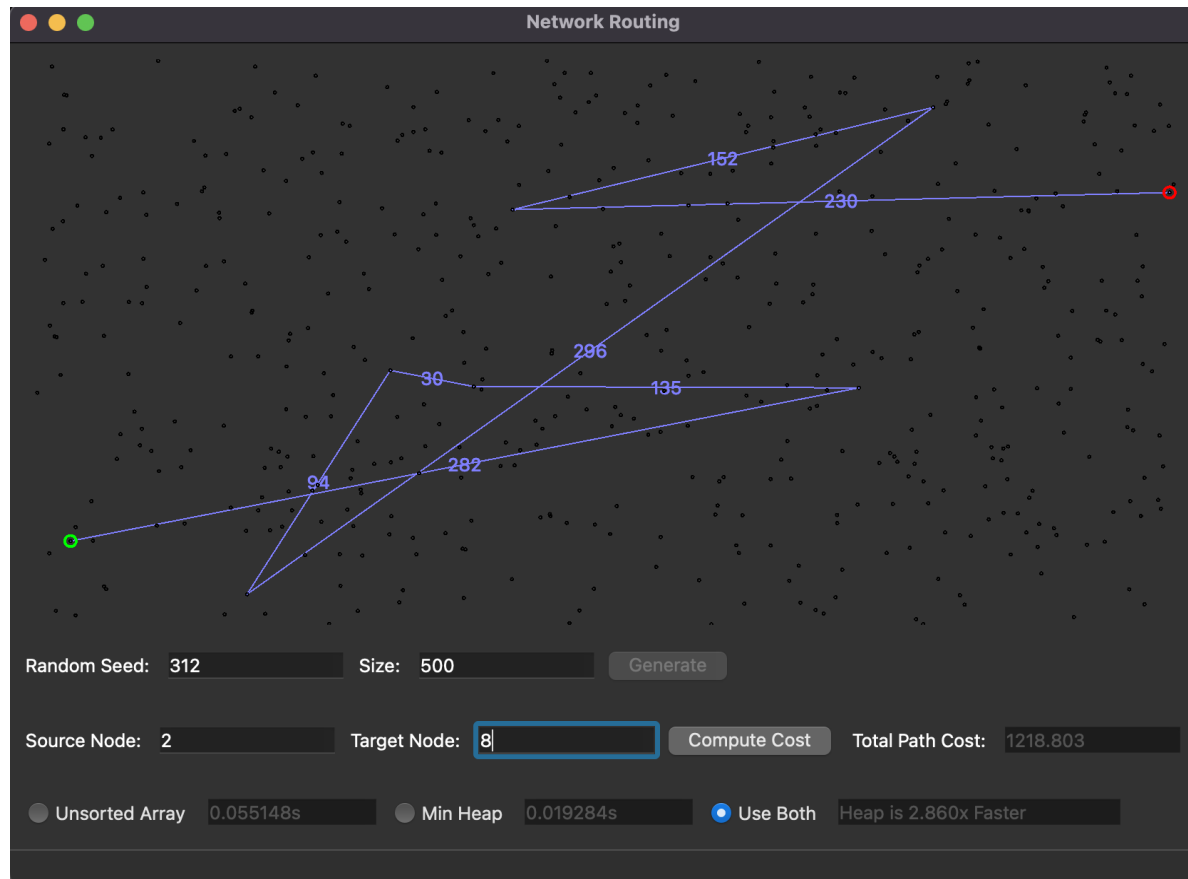 Network Routing
152
230
296
30
135
282
94
Random Seed: 312 Size: 500 Generate
Source Node: 2 Target Node: 8 Compute Cost Total Path Cost: 1218.803
Unsorted Array 0.055148s Min Heap 0.019284s Use Both Heap is 2.860x Faster